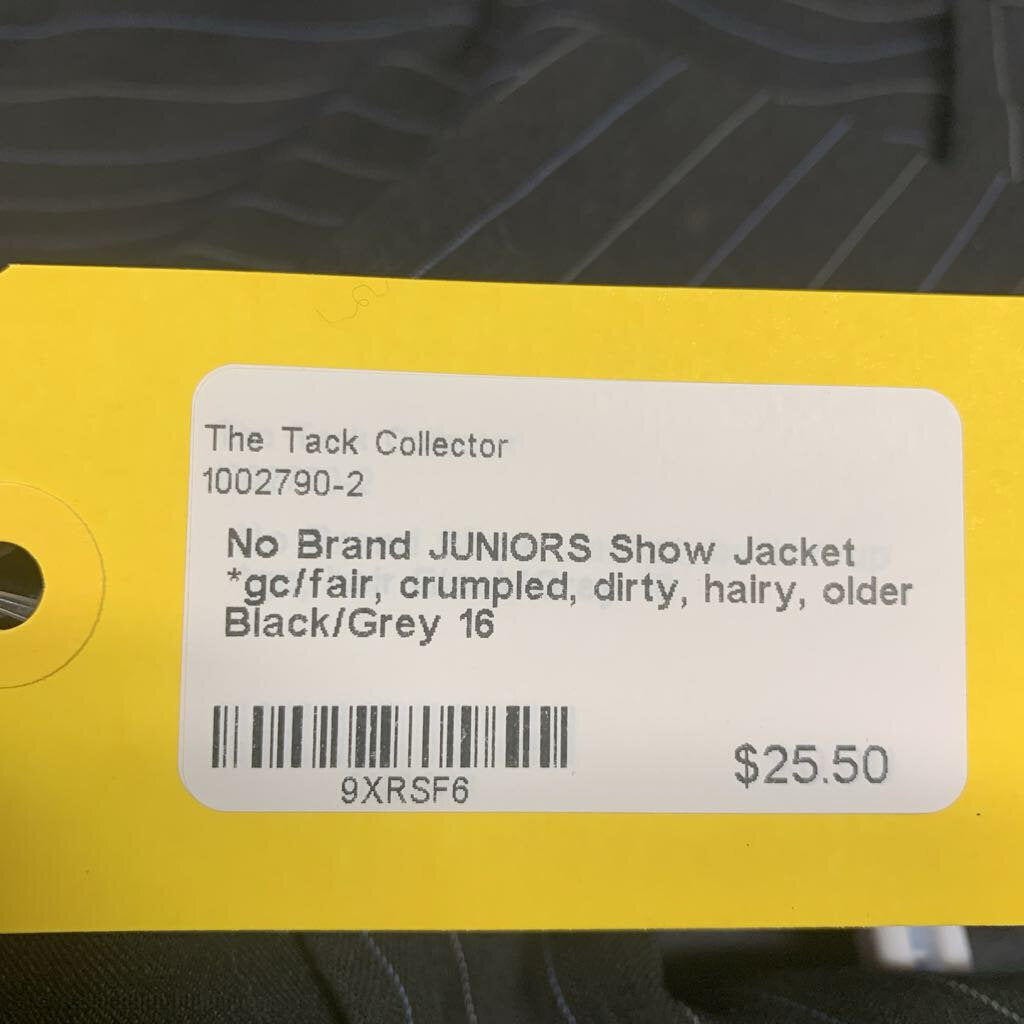 The Tack Collector
1002790-2
No Brand JUNIORS Show Jacket
*gc/fair, crumpled, dirty, hairy, older
Black/Grey 16
9XRSF6
$25.50